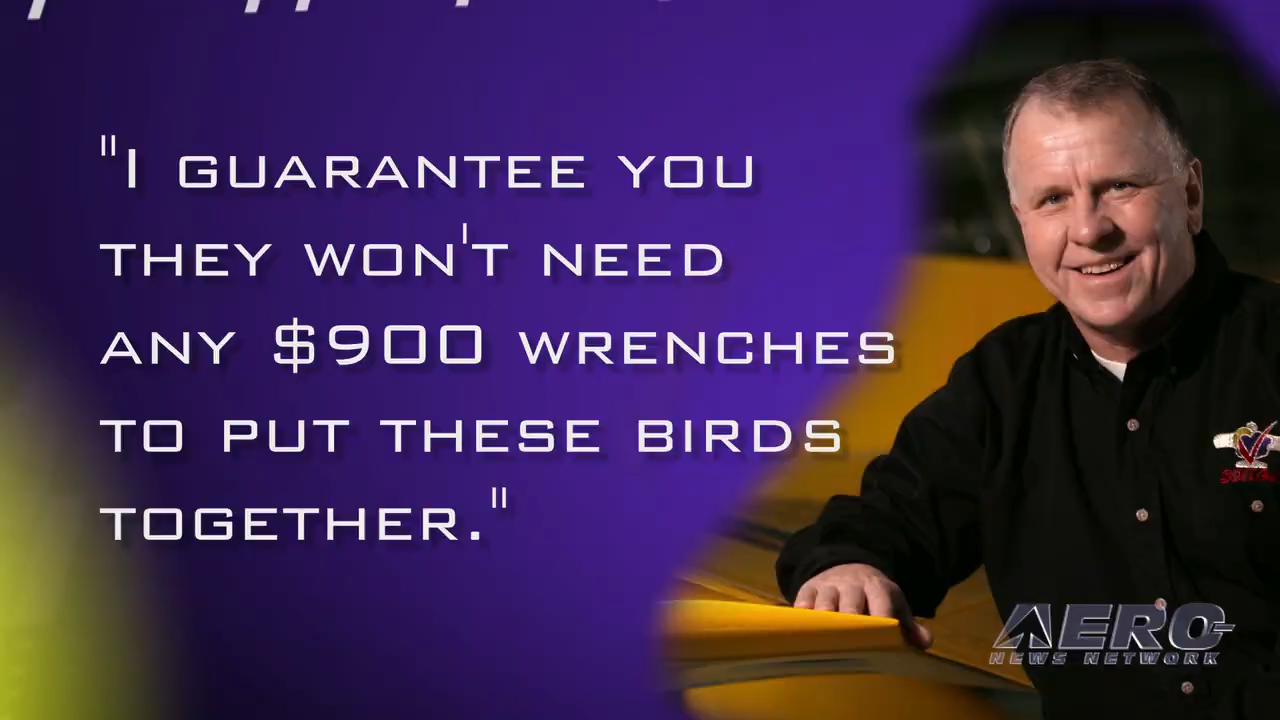 "I GUARANTEE YOU
THEY WON'T NEED
ANY $900 WRENCHES
TO PUT THESE BIRDS
TOGETHER."
AERO
NEWS NETWORK